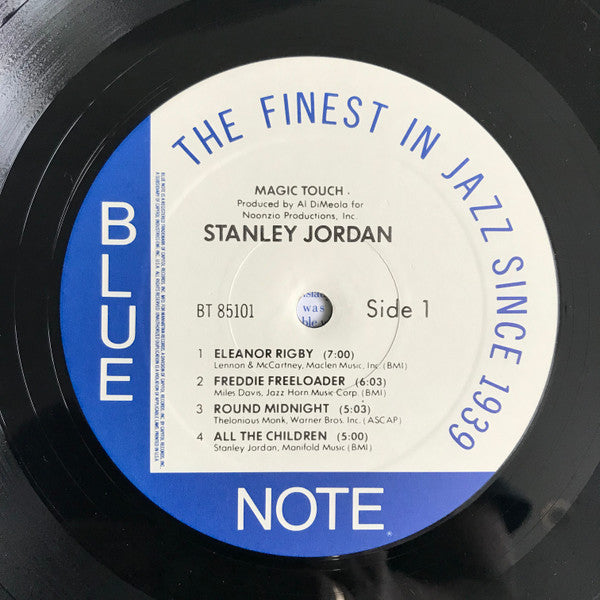 THE FINEST IN JAZZ SINCE 1939
MAGIC TOUCH
Produced by Al DiMeola for
Noonzio Productions, Inc.
STANLEY JORDAN
BT 85101
Side 1
was
1 ELEANOR RIGBY (7:00)
Lennon & McCartney, Maclen Music, Inc. (BMI)
2 FREDDIE FREELOADER (6:03)
Miles Davis, Jazz Horn Music Corp. (BMI)
3 ROUND MIDNIGHT (5:03)
Thelonious Monk, Warner Bros. Inc. (ASCAP)
4 ALL THE CHILDREN (5:00)
Stanley Jordan, Manifold Music (BMI)
BLUE
NOTE®